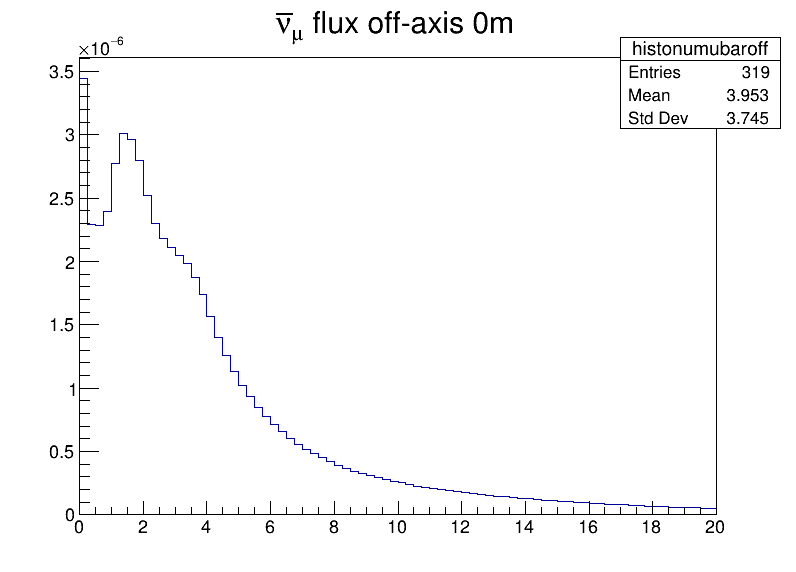 ν̅μ flux off-axis 0m
×10⁻⁶
histonumubaroff
Entries 319
Mean 3.953
Std Dev 3.745
3.5
3
2.5
2
1.5
1
0.5
0
0 2 4 6 8 10 12 14 16 18 20